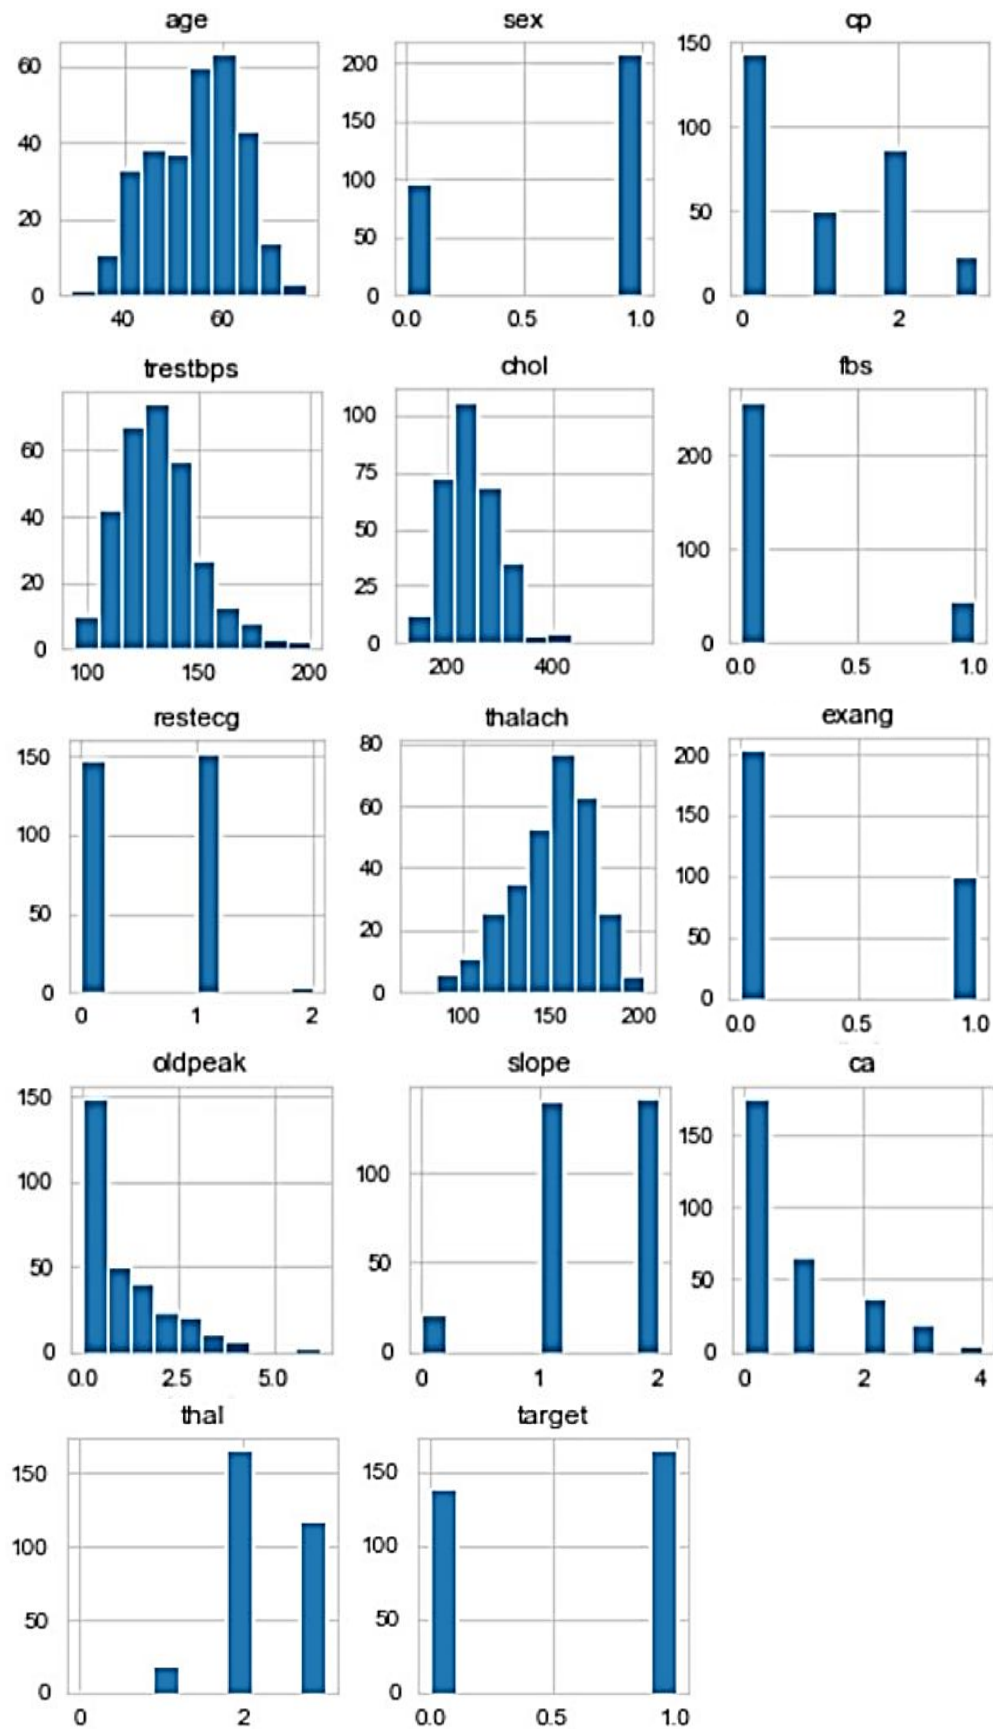 age sex cp
60 200 150
40 150 100
20 100 50
50
0 0 0
40 60 0.0 0.5 1.0 0 2
trestbps chol fbs
60 100 200
40 75 100
20 50
25
0 0 0
100 150 200 200 400 0.0 0.5 1.0
restecg thalach exang
150 80 200
100 60 150
50 40 100
20 50
0 0 0
0 1 2 100 150 200 0.0 0.5 1.0
oldpeak slope ca
150 100 150
100 50 100
50 50
0 0 0
0.0 2.5 5.0 0 1 2 0 2 4
thal target
150 150
100 100
50 50
0 0
0 2 0.0 0.5 1.0